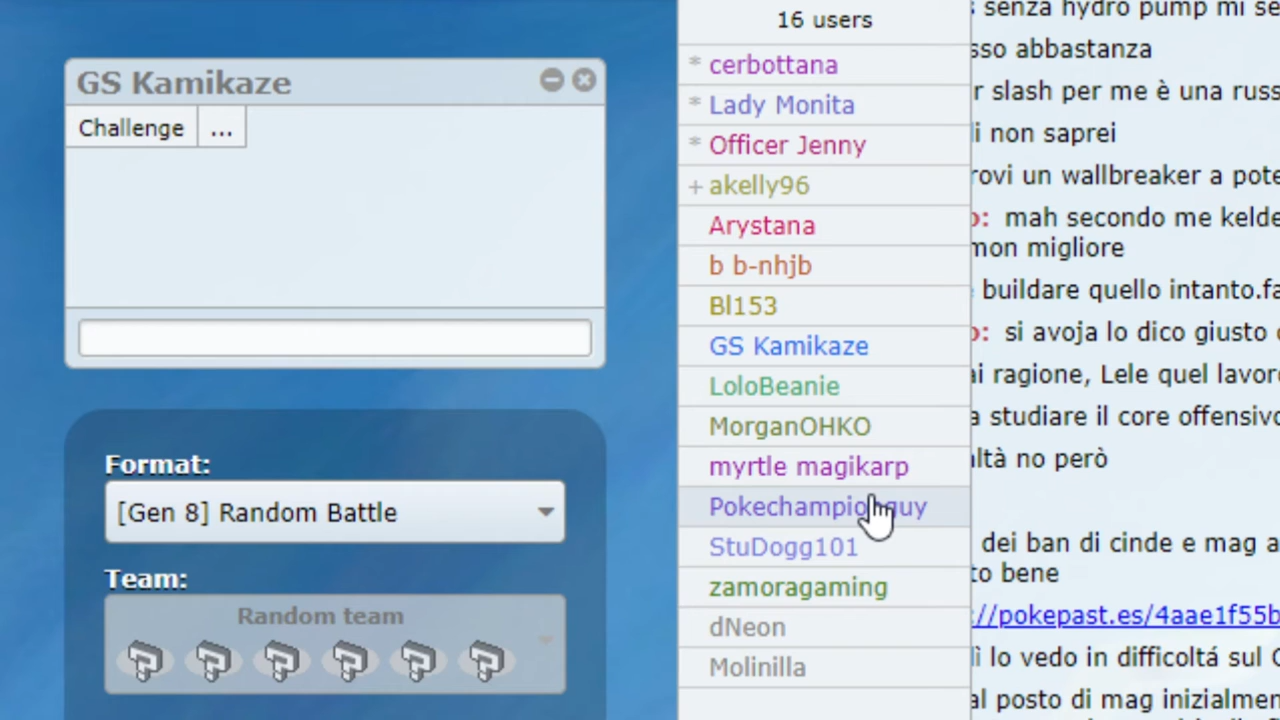 GS Kamikaze
Challenge
...
Format:
[Gen 8] Random Battle
Team:
Random team
16 users
* cerbottana
* Lady Monita
* Officer Jenny
+ akelly96
Arystana
b b-nhjb
Bl153
GS Kamikaze
LoloBeanie
MorganOHKO
myrtle magikarp
StuDogg101
zamoragaming
dNeon
Molinilla
senza hydro pump mi se
sso abbastanza
r slash per me è una russ
i non saprei
rovi un wallbreaker a pote
o: mah secondo me kelde
mon migliore
buildare quello intanto.fa
o: si avoja lo dico giusto
ai ragione, Lele quel lavor
a studiare il core offensivo
ltà no però
dei ban di cinde e mag a
to bene
://pokepast.es/4aae1f55b
ì lo vedo in difficoltá sul
al posto di mag inizialmen